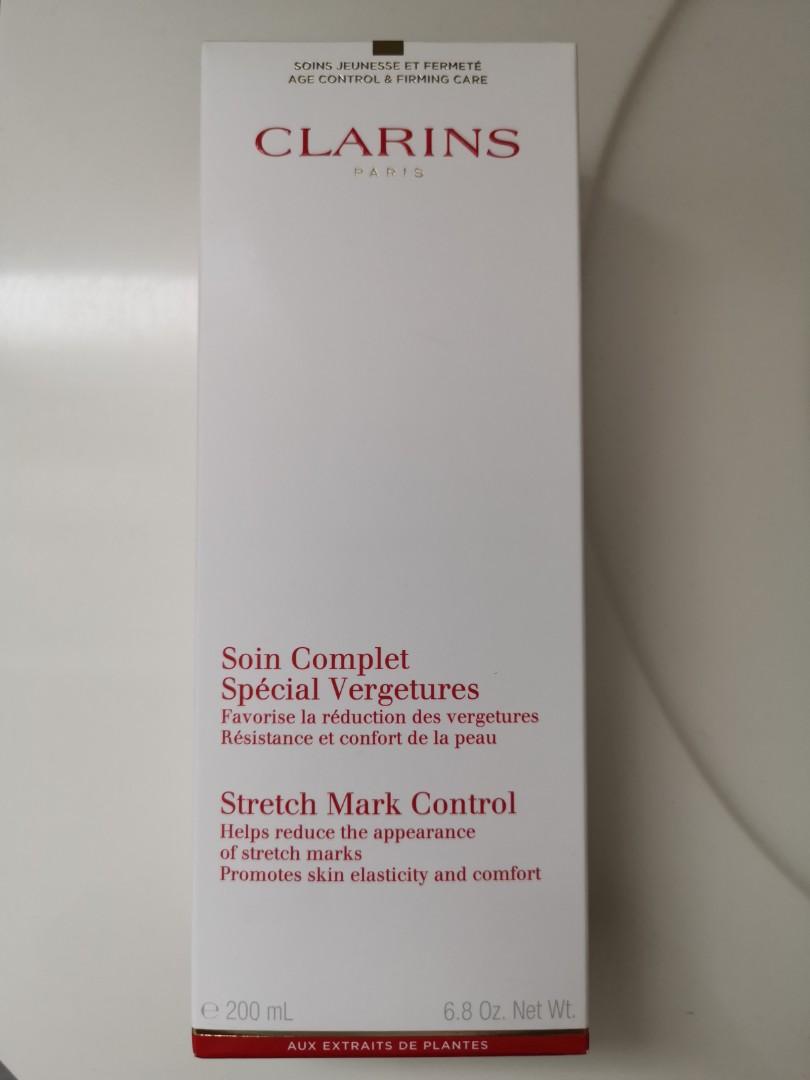 SOINS JEUNESSE ET FERMETÉ
AGE CONTROL & FIRMING CARE
CLARINS
PARIS
Soin Complet
Spécial Vergetures
Favorise la réduction des vergetures
Résistance et confort de la peau
Stretch Mark Control
Helps reduce the appearance
of stretch marks
Promotes skin elasticity and comfort
℮ 200 mL 6.8 Oz. Net Wt.
AUX EXTRAITS DE PLANTES